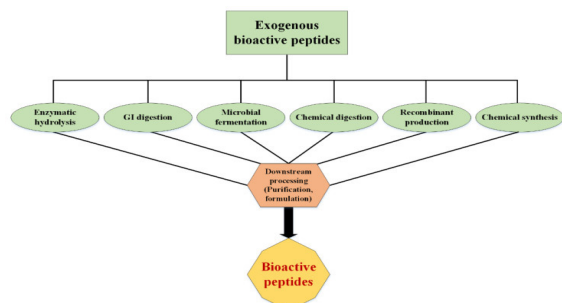 Exogenous
bioactive peptides
Enzymatic
hydrolysis
GI digestion
Microbial
fermentation
Chemical digestion
Recombinant
production
Chemical synthesis
Downstream
processing
(Purification,
formulation)
Bioactive
peptides